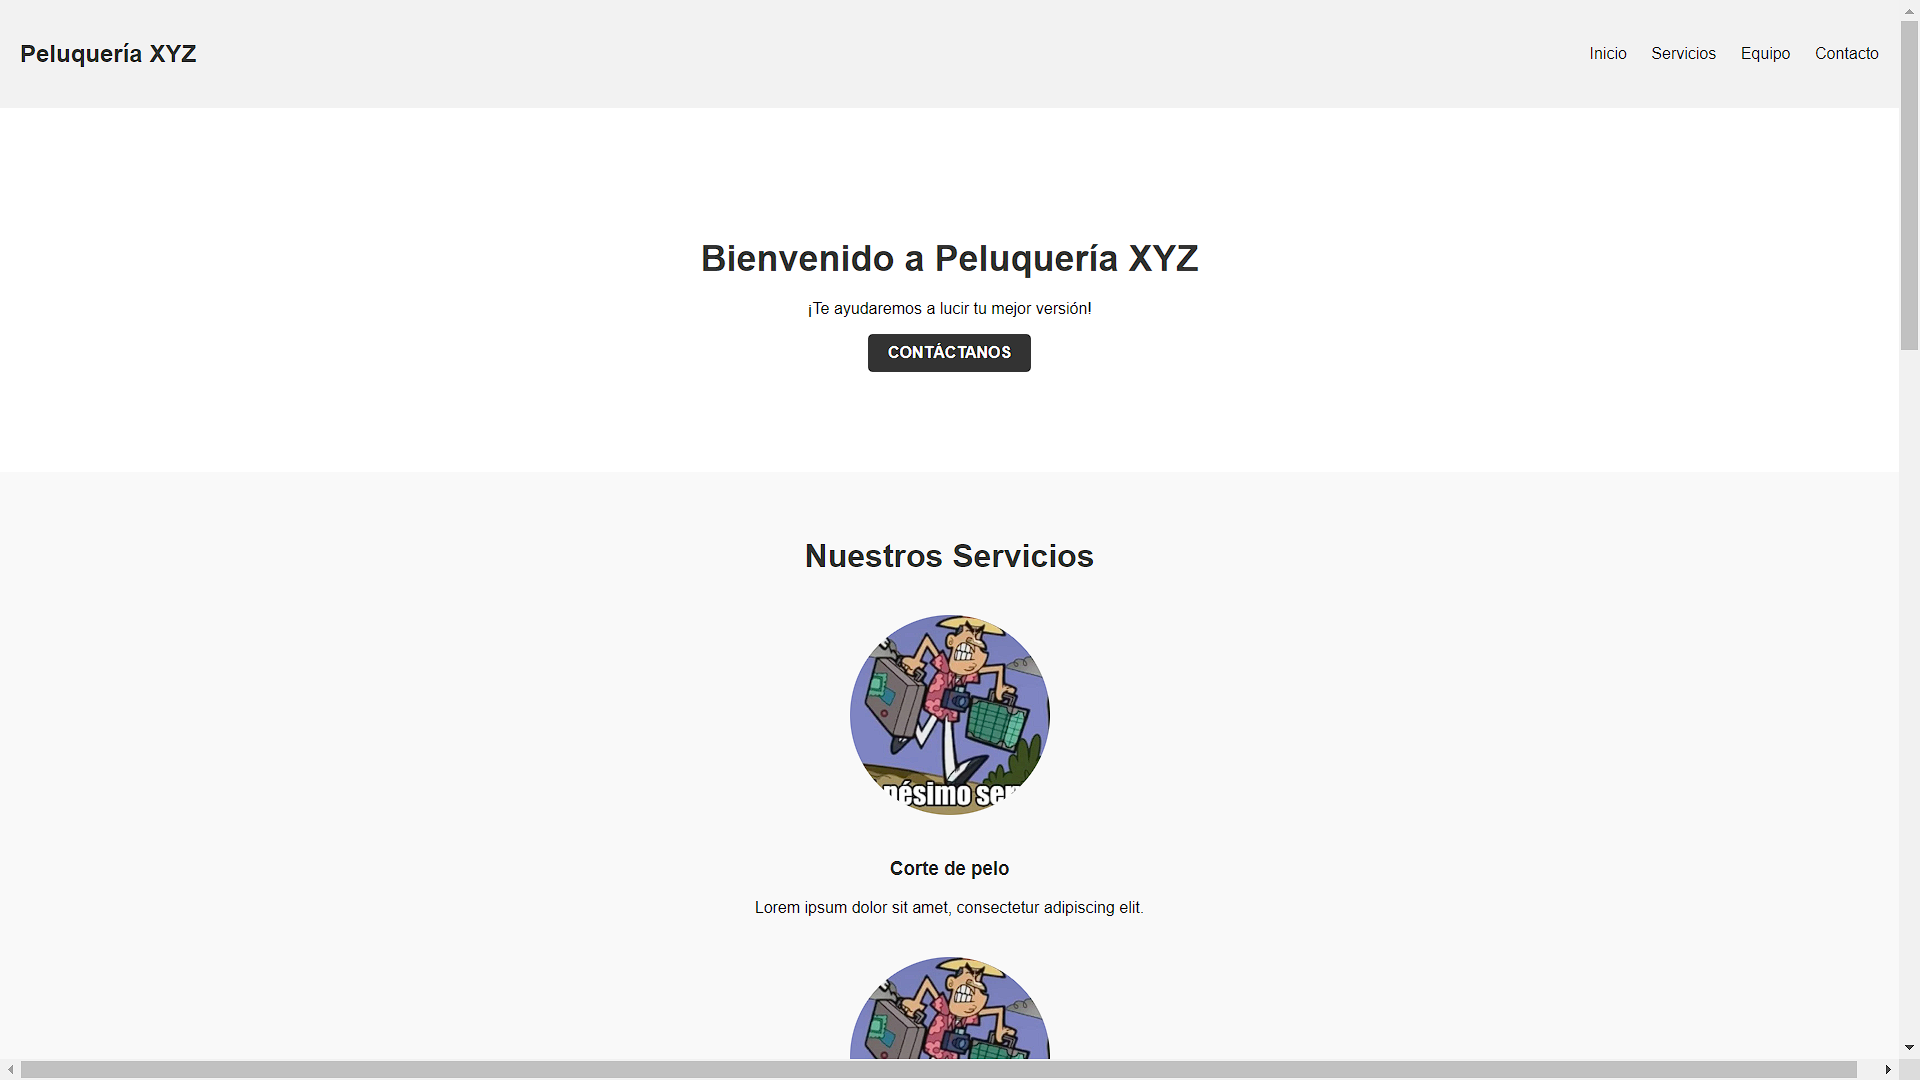 Peluquería XYZ
Inicio Servicios Equipo Contacto
Bienvenido a Peluquería XYZ
¡Te ayudaremos a lucir tu mejor versión!
CONTÁCTANOS
Nuestros Servicios
pésimo ser
Corte de pelo
Lorem ipsum dolor sit amet, consectetur adipiscing elit.